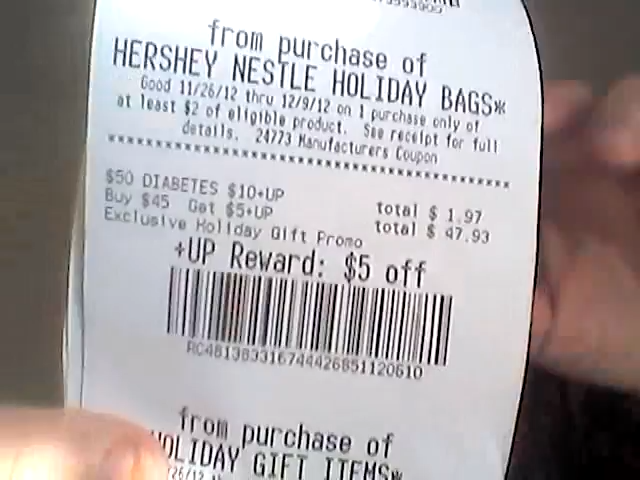 from purchase of
HERSHEY NESTLE HOLIDAY BAGS*
Good 11/26/12 thru 12/9/12 on 1 purchase only of
at least $2 of eligible product. See receipt for full
details. 24773 Manufacturers Coupon
$50 DIABETES $10+UP total $ 1.97
Buy $45 Get $5+UP total $ 47.93
Exclusive Holiday Gift Promo
+UP Reward: $5 off
RC4813833167444426851120610
from purchase of
HOLIDAY GIFT ITEMS*